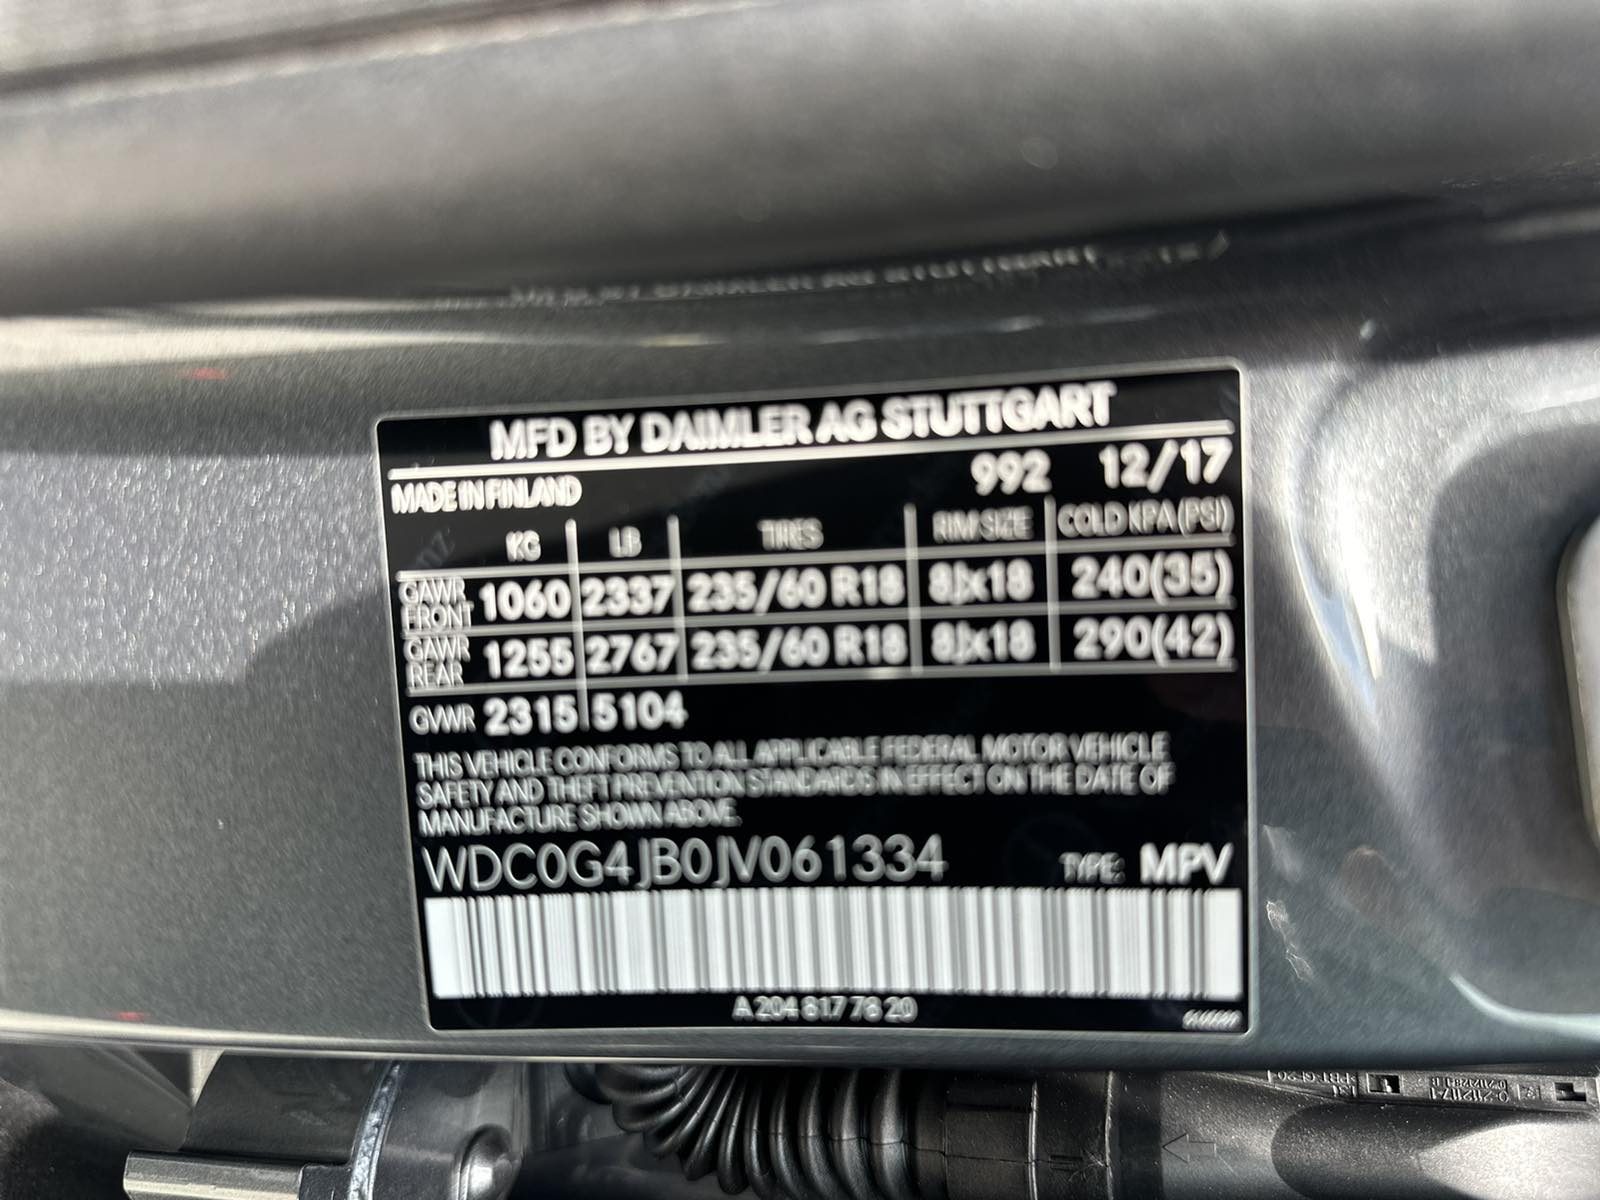 MFD BY DAIMLER AG STUTTGART
MADE IN FINLAND 992 12/17
KG LB TIRES RIM SIZE COLD KPA (PSI)
GAWR FRONT 1060 2337 235/60 R18 8Jx18 240(35)
GAWR REAR 1255 2767 235/60 R18 8Jx18 290(42)
GVWR 2315 5104
THIS VEHICLE CONFORMS TO ALL APPLICABLE FEDERAL MOTOR VEHICLE
SAFETY AND THEFT PREVENTION STANDARDS IN EFFECT ON THE DATE OF
MANUFACTURE SHOWN ABOVE.
WDC0G4JB0JV061334 TYPE: MPV
A 204 817 78 20